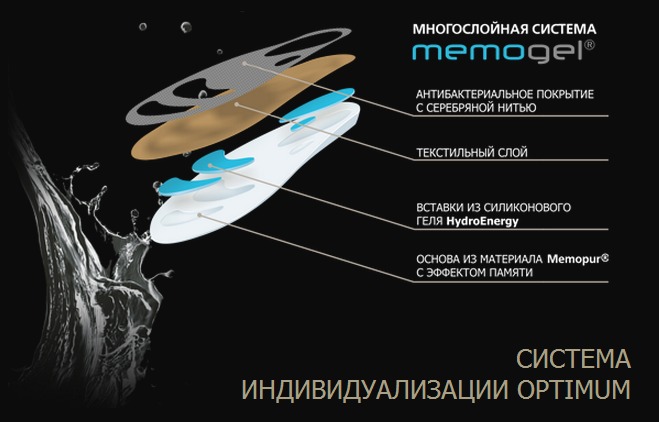 МНОГОСЛОЙНАЯ СИСТЕМА
memogel®
АНТИБАКТЕРИАЛЬНОЕ ПОКРЫТИЕ
С СЕРЕБРЯНОЙ НИТЬЮ
ТЕКСТИЛЬНЫЙ СЛОЙ
ВСТАВКИ ИЗ СИЛИКОНОВОГО
ГЕЛЯ HydroEnergy
ОСНОВА ИЗ МАТЕРИАЛА Memopur®
С ЭФФЕКТОМ ПАМЯТИ
СИСТЕМА
ИНДИВИДУАЛИЗАЦИИ OPTIMUM